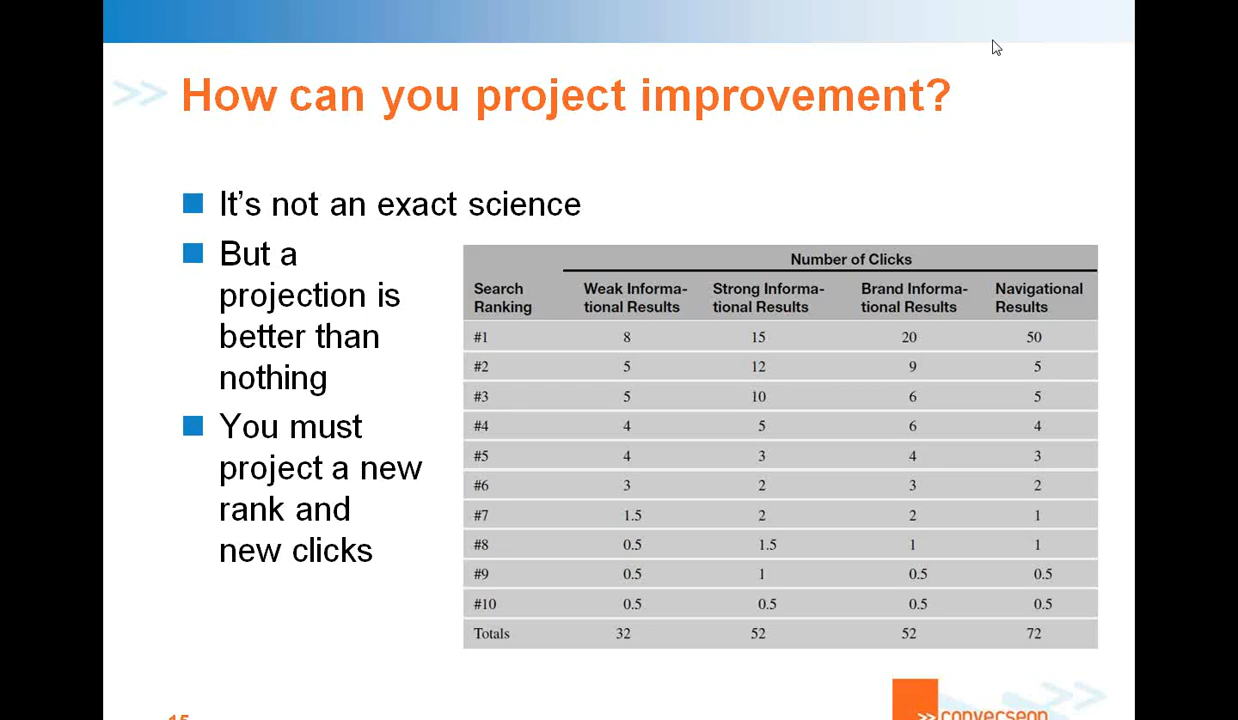 >> How can you project improvement?
It's not an exact science
But a
projection is
better than
nothing
You must
project a new
rank and
new clicks
Number of Clicks
Search Weak Informa- Strong Informa- Brand Informa- Navigational
Ranking tional Results tional Results tional Results Results
#1 8 15 20 50
#2 5 12 9 5
#3 5 10 6 5
#4 4 5 6 4
#5 4 3 4 3
#6 3 2 3 2
#7 1.5 2 2 1
#8 0.5 1.5 1 1
#9 0.5 1 0.5 0.5
#10 0.5 0.5 0.5 0.5
Totals 32 52 52 72
15 >> converseon